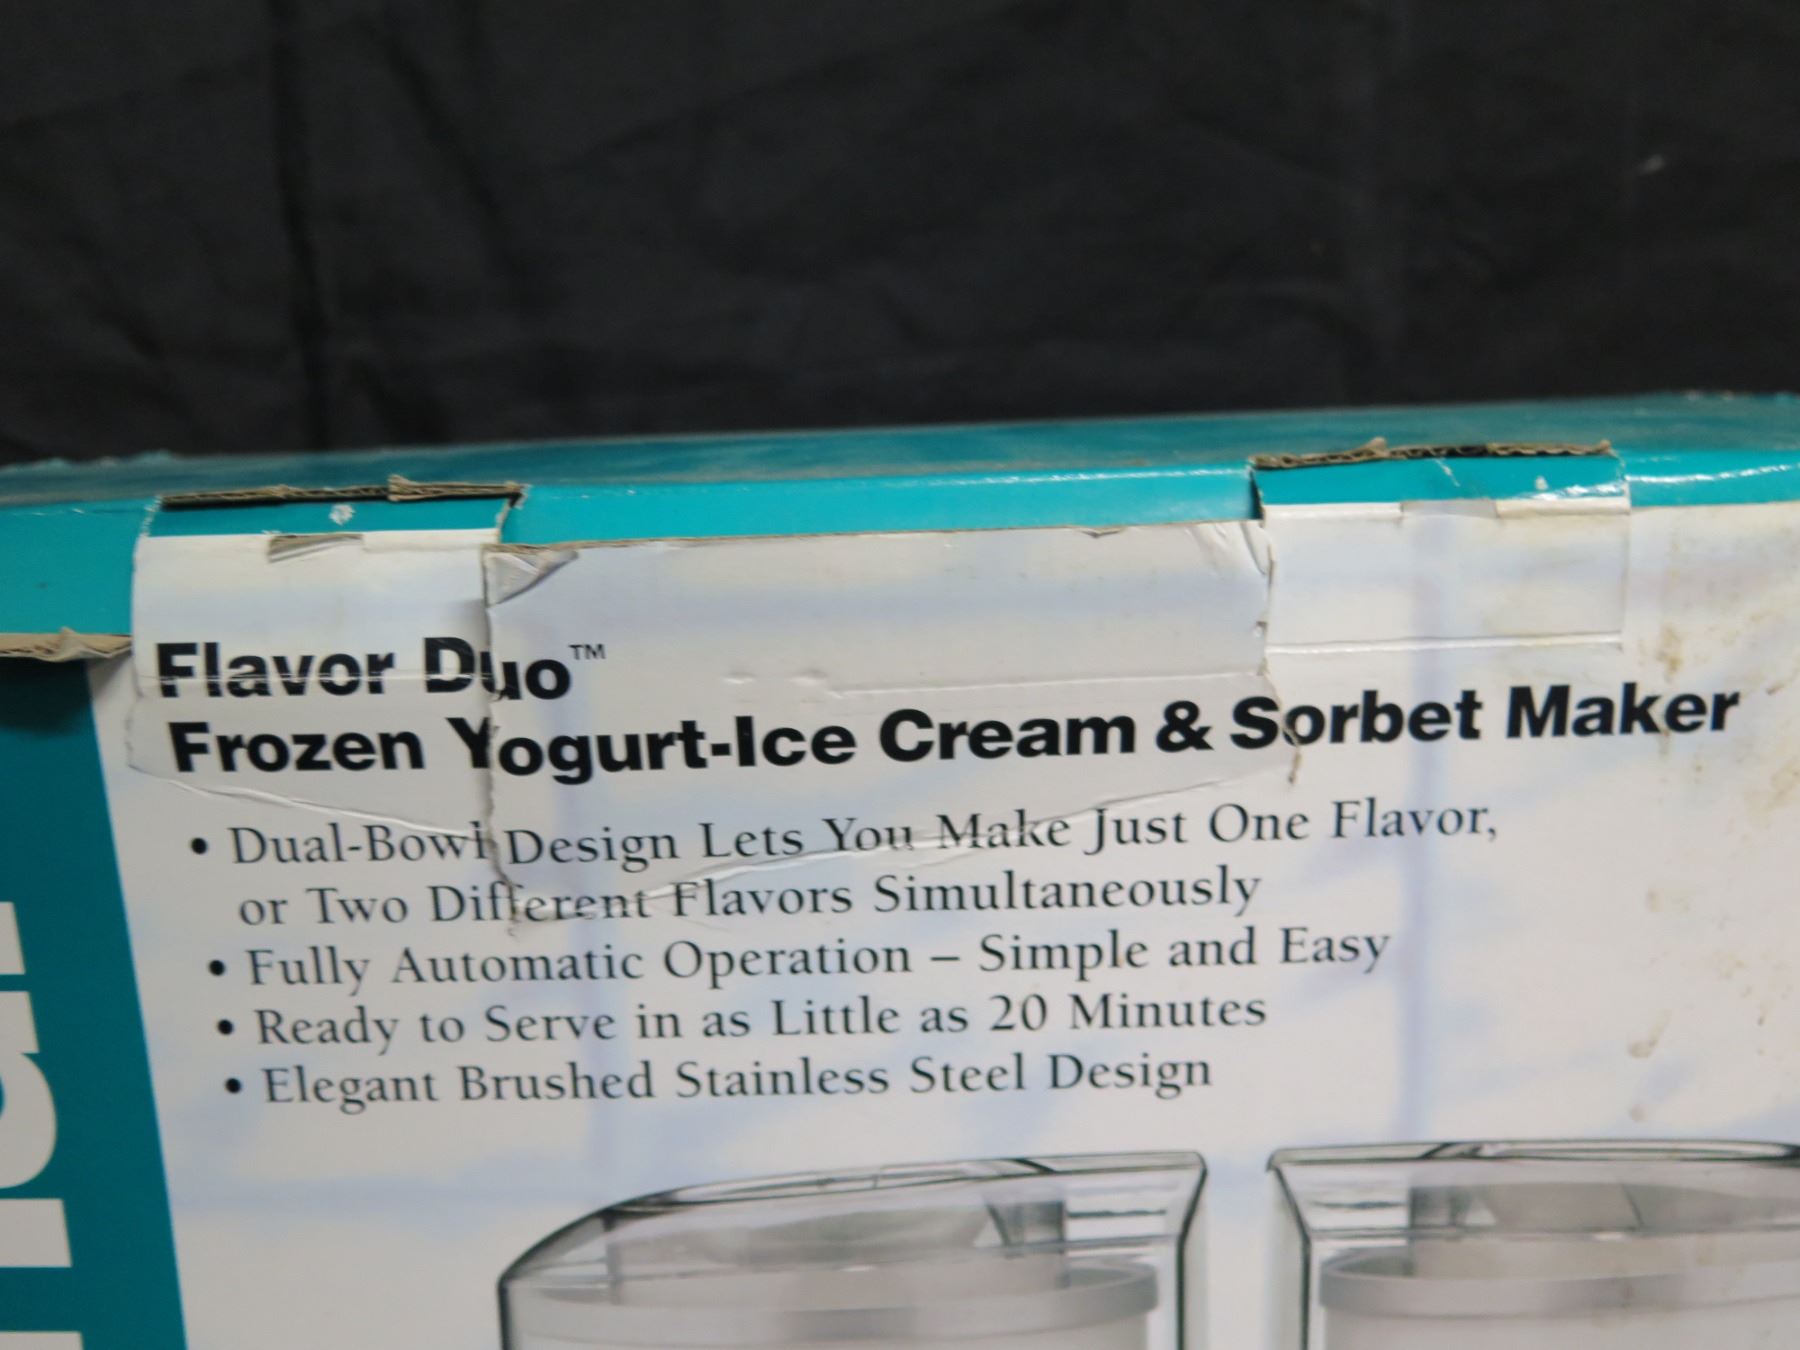 Flavor Duo™
Frozen Yogurt-Ice Cream & Sorbet Maker
• Dual-Bowl Design Lets You Make Just One Flavor,
or Two Different Flavors Simultaneously
• Fully Automatic Operation – Simple and Easy
• Ready to Serve in as Little as 20 Minutes
• Elegant Brushed Stainless Steel Design